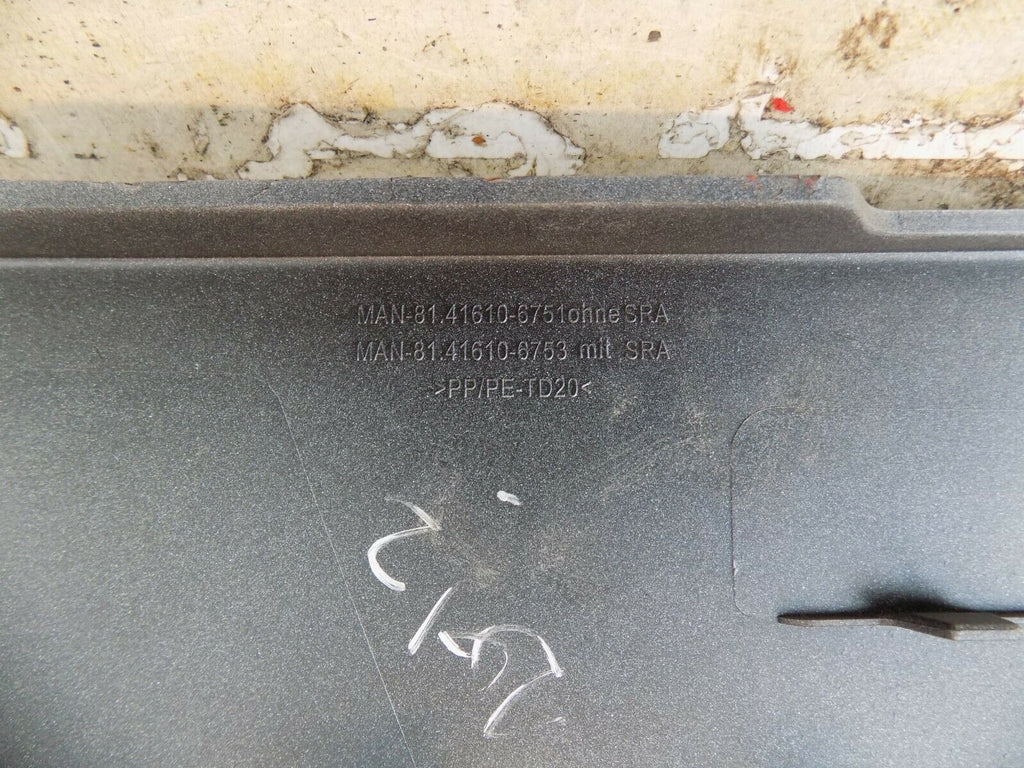 MAN-81.41610-6751ohne SRA
MAN-81.41610-6753 mit SRA
>PP/PE-TD20<